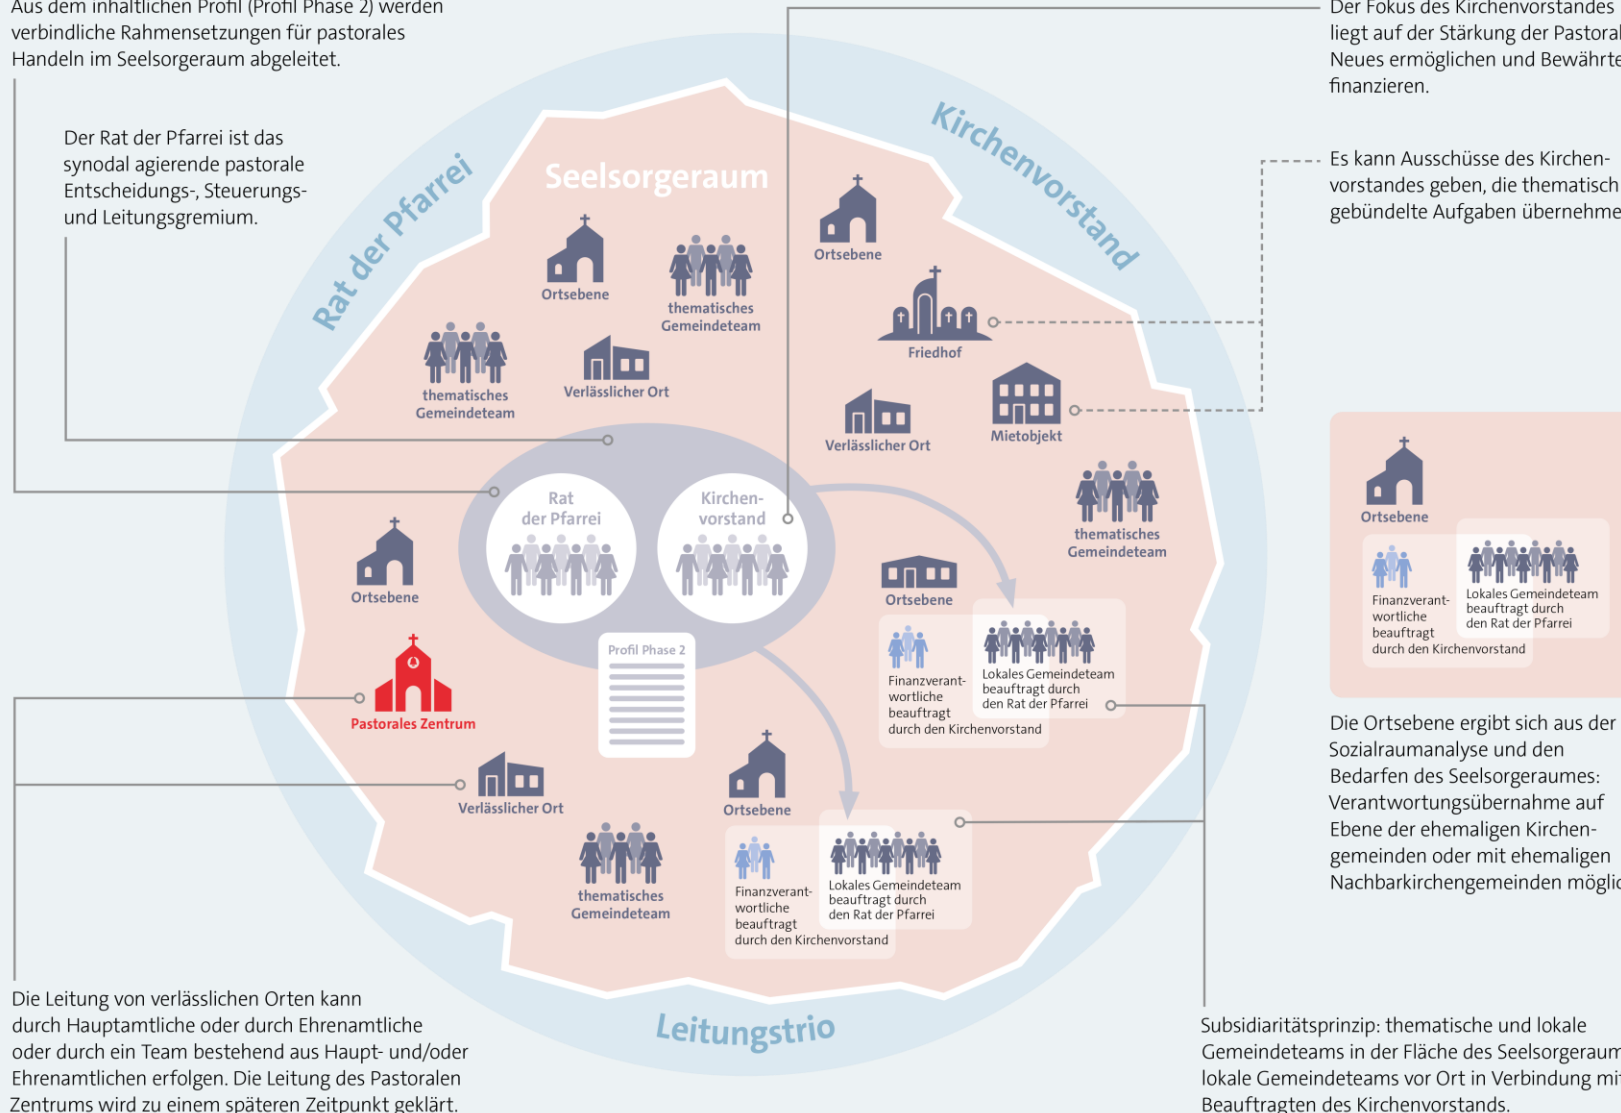 Aus dem inhaltlichen Profil (Profil Phase 2) werden
verbindliche Rahmensetzungen für pastorales
Handeln im Seelsorgeraum abgeleitet.
Der Rat der Pfarrei ist das
synodal agierende pastorale
Entscheidungs-, Steuerungs-
und Leitungsgremium.
Der Fokus des Kirchenvorstandes
liegt auf der Stärkung der Pastoral
Neues ermöglichen und Bewährte
finanzieren.
Es kann Ausschüsse des Kirchen-
vorstandes geben, die thematisch
gebündelte Aufgaben übernehme
Rat der Pfarrei
Kirchenvorstand
Seelsorgeraum
Ortsebene
thematisches
Gemeindeteam
Ortsebene
Friedhof
thematisches
Gemeindeteam
Verlässlicher Ort
Verlässlicher Ort
Mietobjekt
Rat
der Pfarrei
Kirchen-
vorstand
thematisches
Gemeindeteam
Ortsebene
Ortsebene
Finanzverant-
wortliche
beauftragt
durch den Kirchenvorstand
Lokales Gemeindeteam
beauftragt durch
den Rat der Pfarrei
Profil Phase 2
Pastorales Zentrum
Verlässlicher Ort
Ortsebene
thematisches
Gemeindeteam
Finanzverant-
wortliche
beauftragt
durch den Kirchenvorstand
Lokales Gemeindeteam
beauftragt durch
den Rat der Pfarrei
Leitungstrio
Ortsebene
Finanzverant-
wortliche
beauftragt
durch den Kirchenvorstand
Lokales Gemeindeteam
beauftragt durch
den Rat der Pfarrei
Die Ortsebene ergibt sich aus der
Sozialraumanalyse und den
Bedarfen des Seelsorgeraumes:
Verantwortungsübernahme auf
Ebene der ehemaligen Kirchen-
gemeinden oder mit ehemaligen
Nachbarkirchengemeinden möglic
Die Leitung von verlässlichen Orten kann
durch Hauptamtliche oder durch Ehrenamtliche
oder durch ein Team bestehend aus Haupt- und/oder
Ehrenamtlichen erfolgen. Die Leitung des Pastoralen
Zentrums wird zu einem späteren Zeitpunkt geklärt.
Subsidiaritätsprinzip: thematische und lokale
Gemeindeteams in der Fläche des Seelsorgeraum
lokale Gemeindeteams vor Ort in Verbindung mit
Beauftragten des Kirchenvorstands.